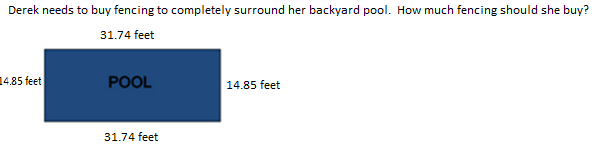 Derek needs to buy fencing to completely surround her backyard pool.  How much fencing should she buy?
31.74 feet
14.85 feet
POOL
14.85 feet
31.74 feet